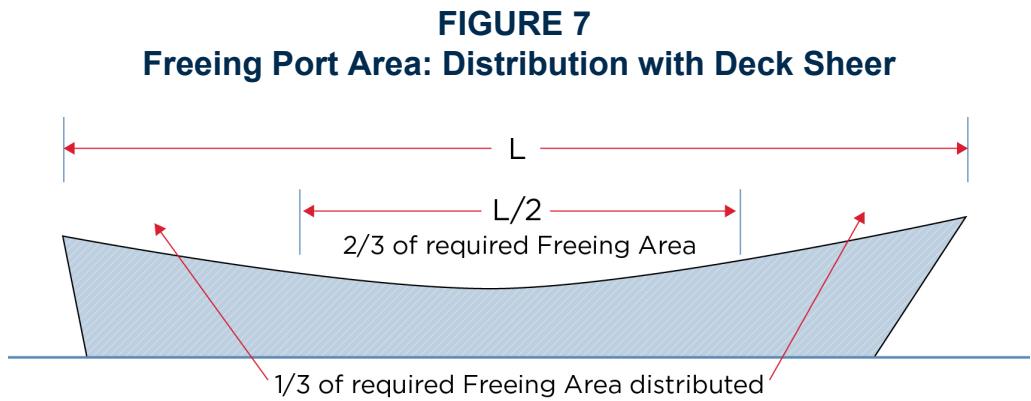 FIGURE 7
Freeing Port Area: Distribution with Deck Sheer
L
L/2
2/3 of required Freeing Area
1/3 of required Freeing Area distributed